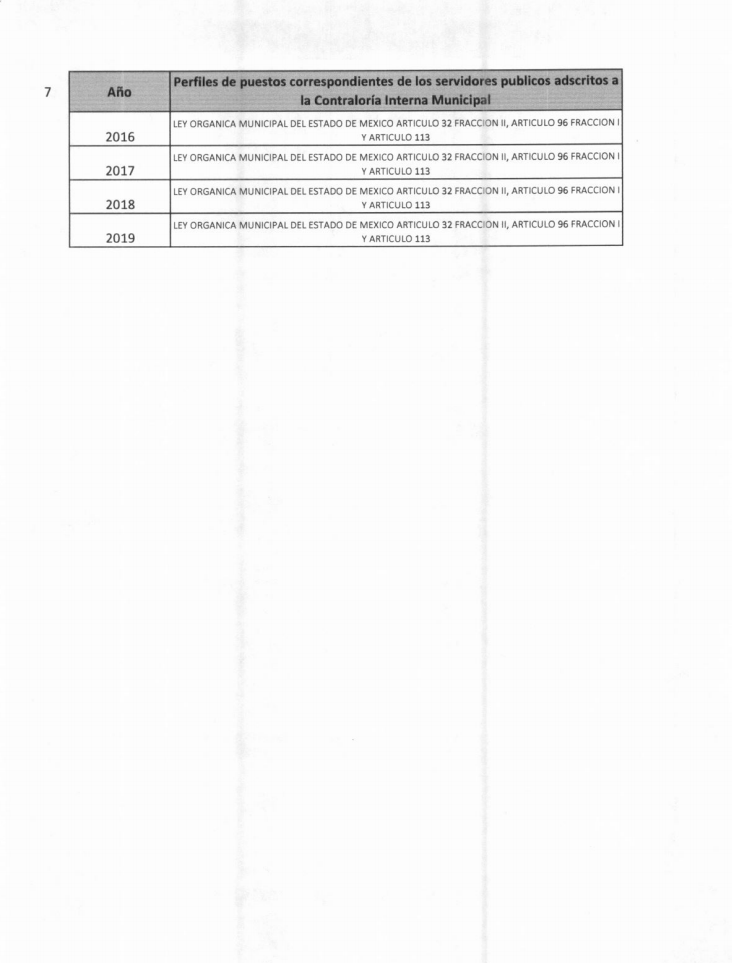 7
Año
Perfiles de puestos correspondientes de los servidores publicos adscritos a
la Contraloría Interna Municipal
2016
LEY ORGANICA MUNICIPAL DEL ESTADO DE MEXICO ARTICULO 32 FRACCION II, ARTICULO 96 FRACCION I
Y ARTICULO 113
2017
LEY ORGANICA MUNICIPAL DEL ESTADO DE MEXICO ARTICULO 32 FRACCION II, ARTICULO 96 FRACCION I
Y ARTICULO 113
2018
LEY ORGANICA MUNICIPAL DEL ESTADO DE MEXICO ARTICULO 32 FRACCION II, ARTICULO 96 FRACCION I
Y ARTICULO 113
2019
LEY ORGANICA MUNICIPAL DEL ESTADO DE MEXICO ARTICULO 32 FRACCION II, ARTICULO 96 FRACCION I
Y ARTICULO 113